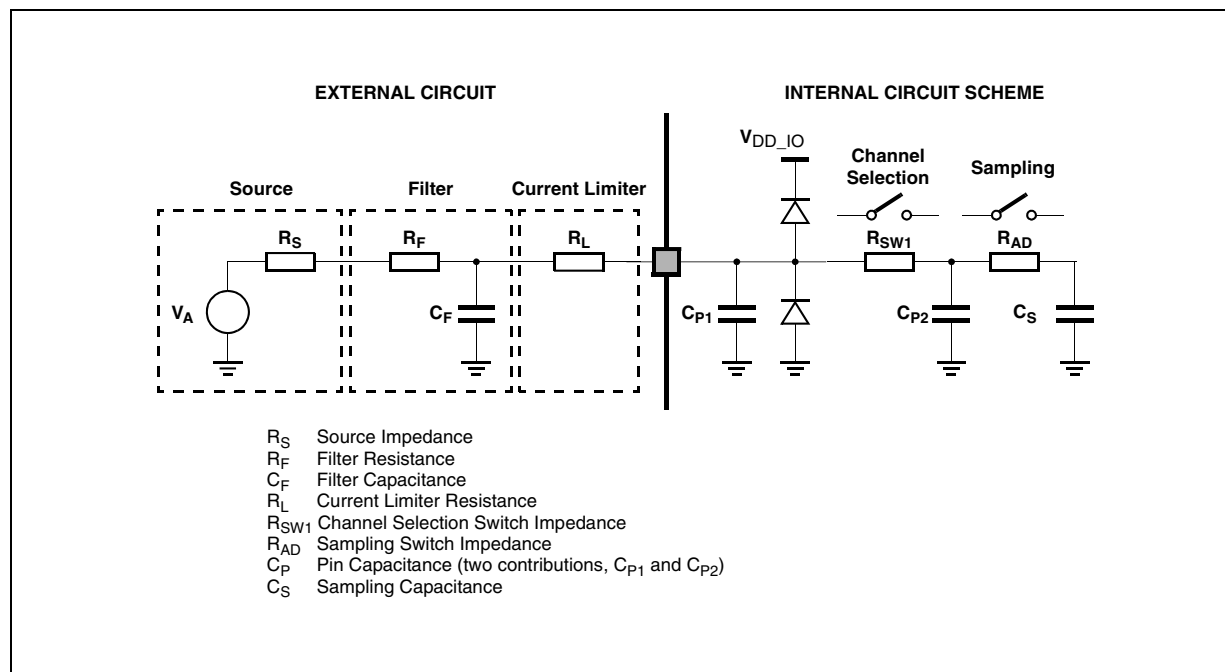 EXTERNAL CIRCUIT
INTERNAL CIRCUIT SCHEME
VDD_IO
Channel
Selection
Sampling
Source
Filter
Current Limiter
RS
RF
RL
RSW1
RAD
VA
CF
CP1
CP2
CS
RS Source Impedance
RF Filter Resistance
CF Filter Capacitance
RL Current Limiter Resistance
RSW1 Channel Selection Switch Impedance
RAD Sampling Switch Impedance
CP Pin Capacitance (two contributions, CP1 and CP2)
CS Sampling Capacitance